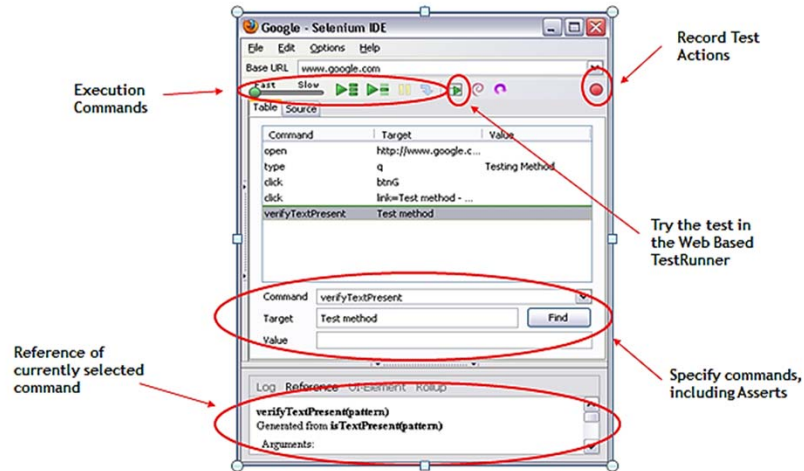 Google - Selenium IDE
File Edit Options Help
Base URL www.google.com
Fast Slow
Table Source
Command Target Value
open http://www.google.c...
type q Testing Method
click btnG
click link=Test method - ...
verifyTextPresent Test method
Command verifyTextPresent
Target Test method Find
Value
Log Reference UI-Element Rollup
verifyTextPresent(pattern)
Generated from isTextPresent(pattern)
Arguments:
Execution
Commands
Reference of
currently selected
command
Record Test
Actions
Try the test in
the Web Based
TestRunner
Specify commands,
including Asserts